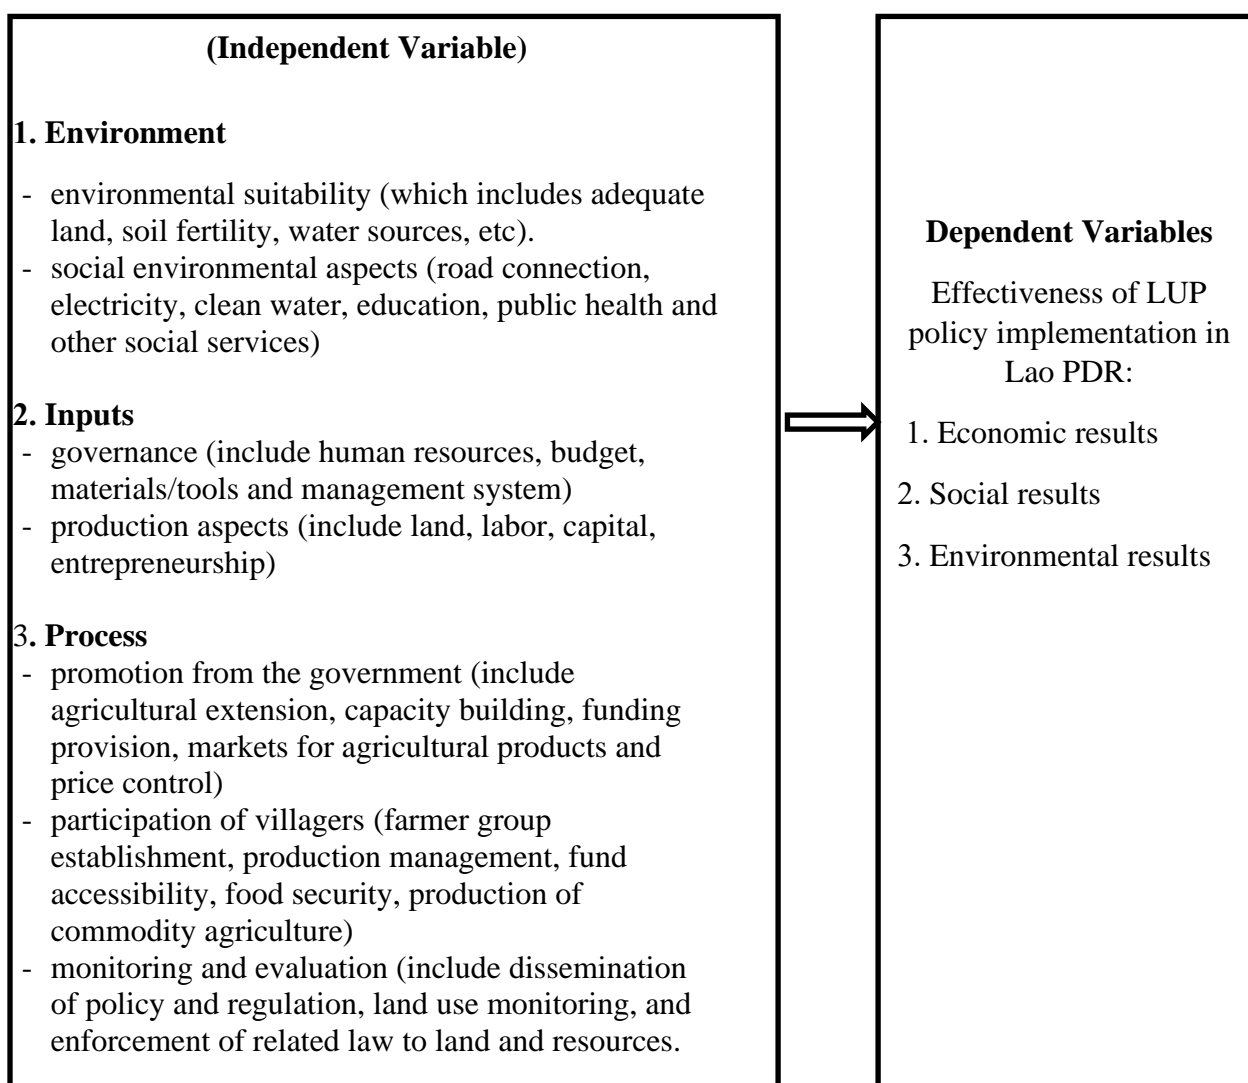 (Independent Variable)
1. Environment
- environmental suitability (which includes adequate
land, soil fertility, water sources, etc).
- social environmental aspects (road connection,
electricity, clean water, education, public health and
other social services)
2. Inputs
- governance (include human resources, budget,
materials/tools and management system)
- production aspects (include land, labor, capital,
entrepreneurship)
3. Process
- promotion from the government (include
agricultural extension, capacity building, funding
provision, markets for agricultural products and
price control)
- participation of villagers (farmer group
establishment, production management, fund
accessibility, food security, production of
commodity agriculture)
- monitoring and evaluation (include dissemination
of policy and regulation, land use monitoring, and
enforcement of related law to land and resources.
Dependent Variables
Effectiveness of LUP
policy implementation in
Lao PDR:
1. Economic results
2. Social results
3. Environmental results